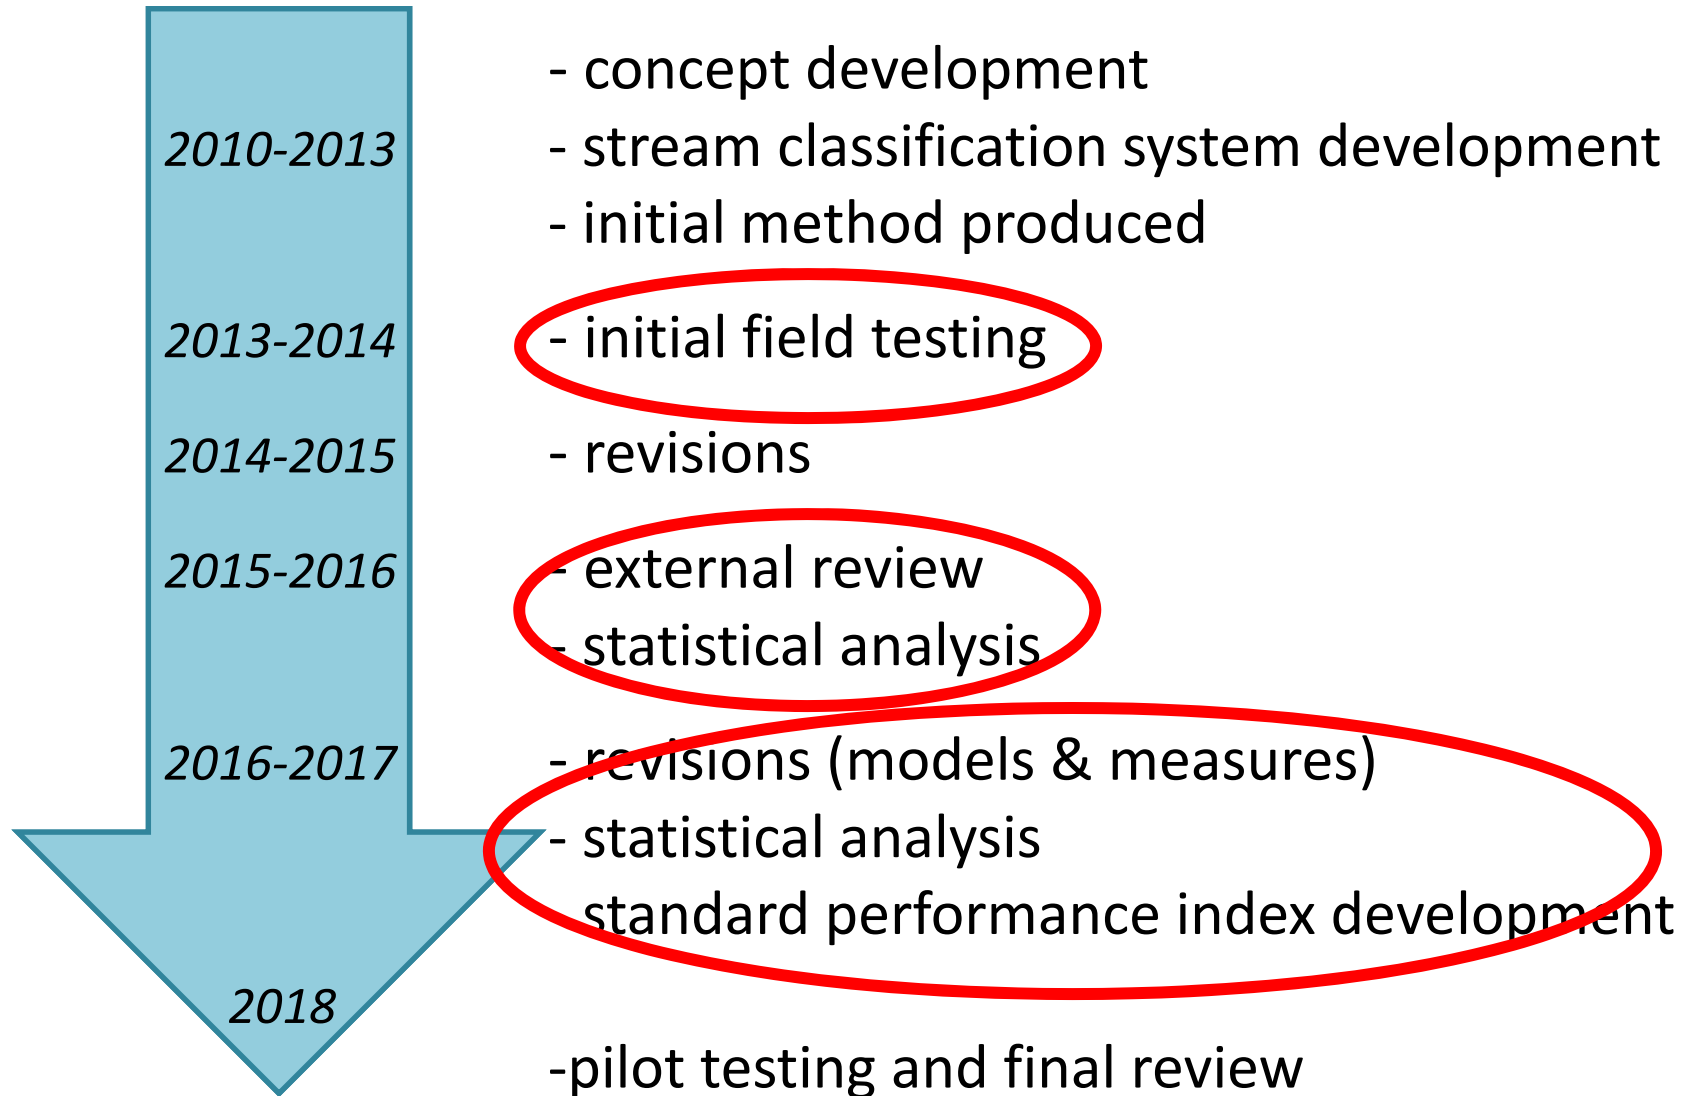 - concept development
2010-2013 - stream classification system development
- initial method produced
2013-2014 - initial field testing
2014-2015 - revisions
2015-2016 - external review
- statistical analysis
2016-2017 - revisions (models & measures)
- statistical analysis
standard performance index development
2018
-pilot testing and final review